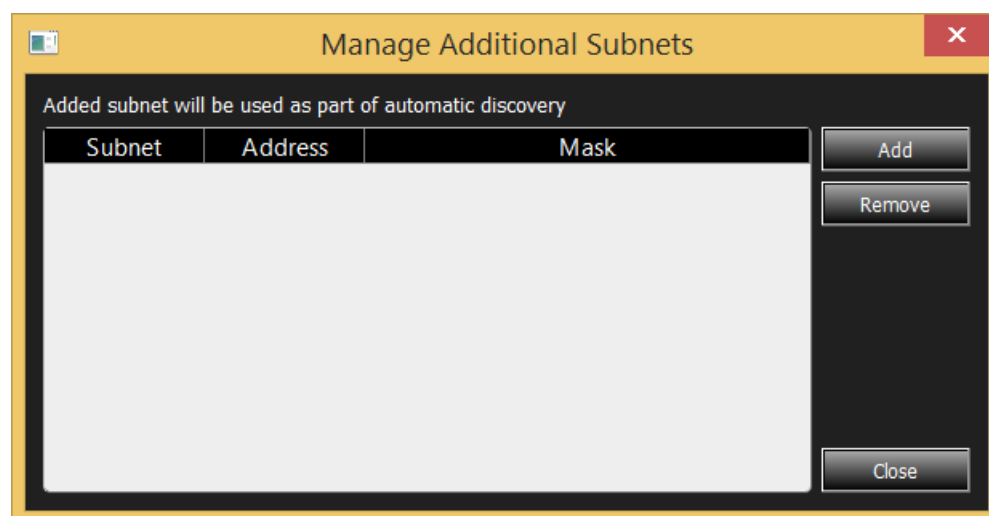 Manage Additional Subnets
Added subnet will be used as part of automatic discovery
Subnet Address Mask
Add
Remove
Close